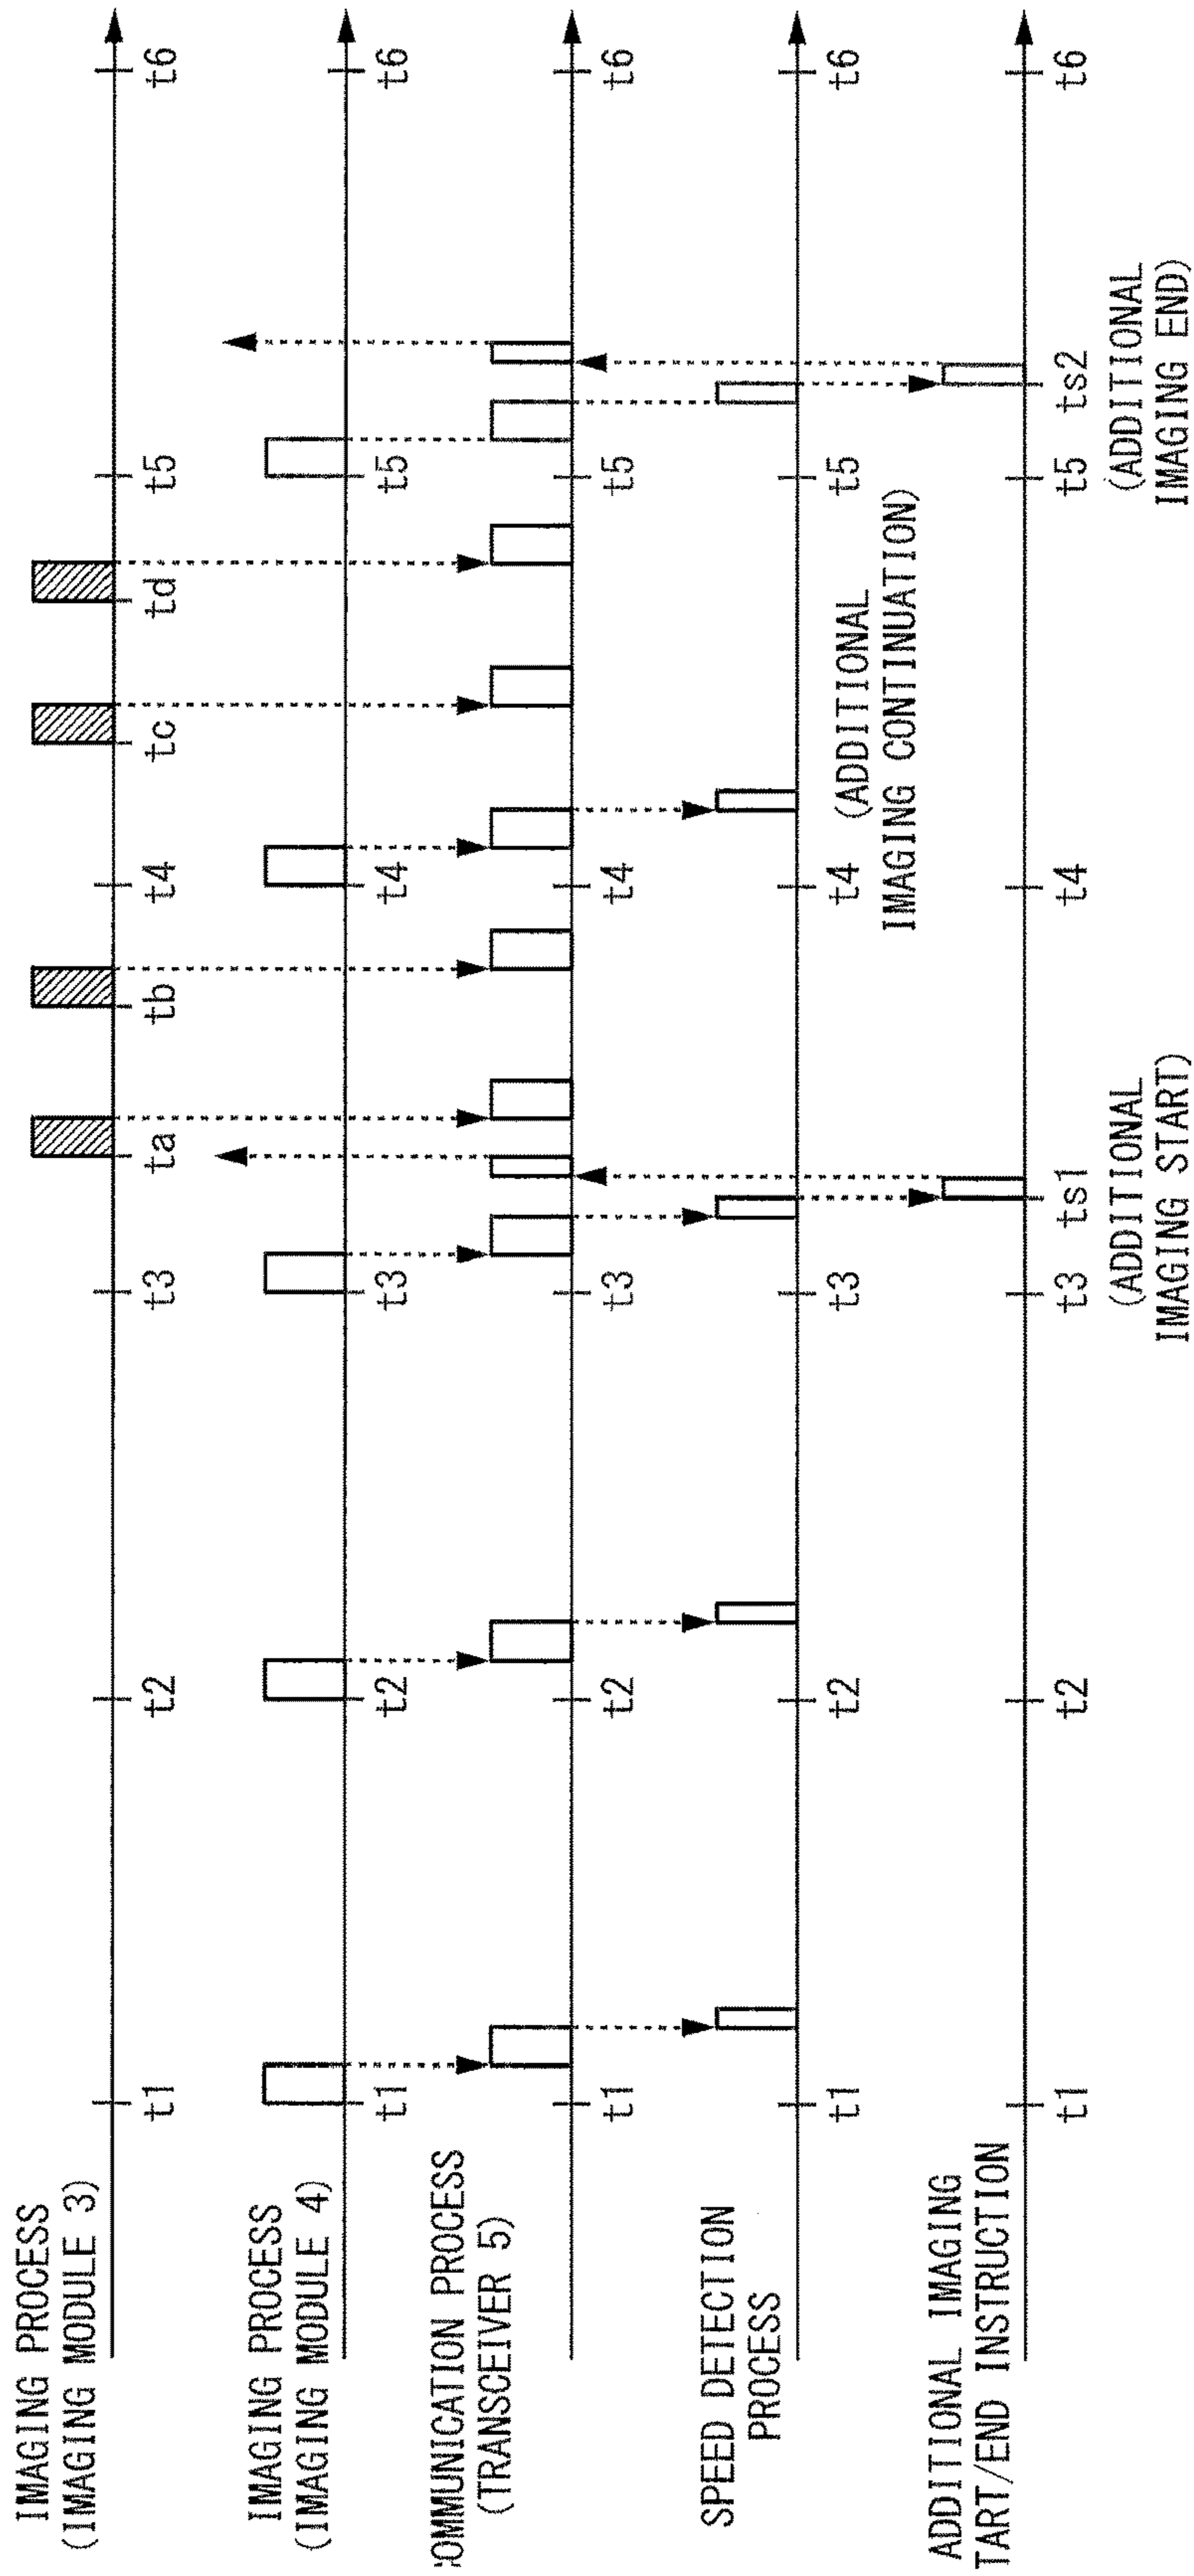 IMAGING PROCESS
(IMAGING MODULE 3)
t1
t2
t3
ta
tb
t4
tc
td
t5
t6
IMAGING PROCESS
(IMAGING MODULE 4)
t1
t2
t3
t4
t5
t6
OMMUNICATION PROCESS
(TRANSCEIVER 5)
t1
t2
t3
t4
t5
t6
SPEED DETECTION
PROCESS
t1
t2
t3
t4
t5
t6
(ADDITIONAL
IMAGING CONTINUATION)
ADDITIONAL IMAGING
TART/END INSTRUCTION
t1
t2
t3
ts1
t4
t5
ts2
t6
(ADDITIONAL
IMAGING START)
(ADDITIONAL
IMAGING END)